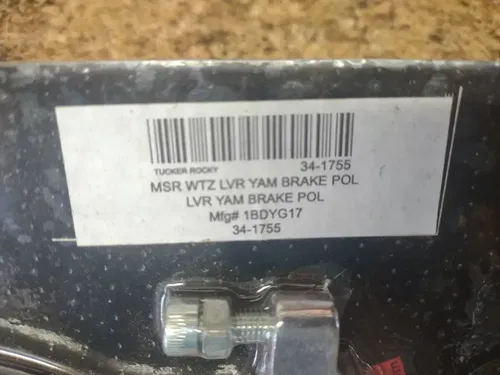 TUCKER ROCKY 34-1755
MSR WTZ LVR YAM BRAKE POL
LVR YAM BRAKE POL
Mfg# 1BDYG17
34-1755